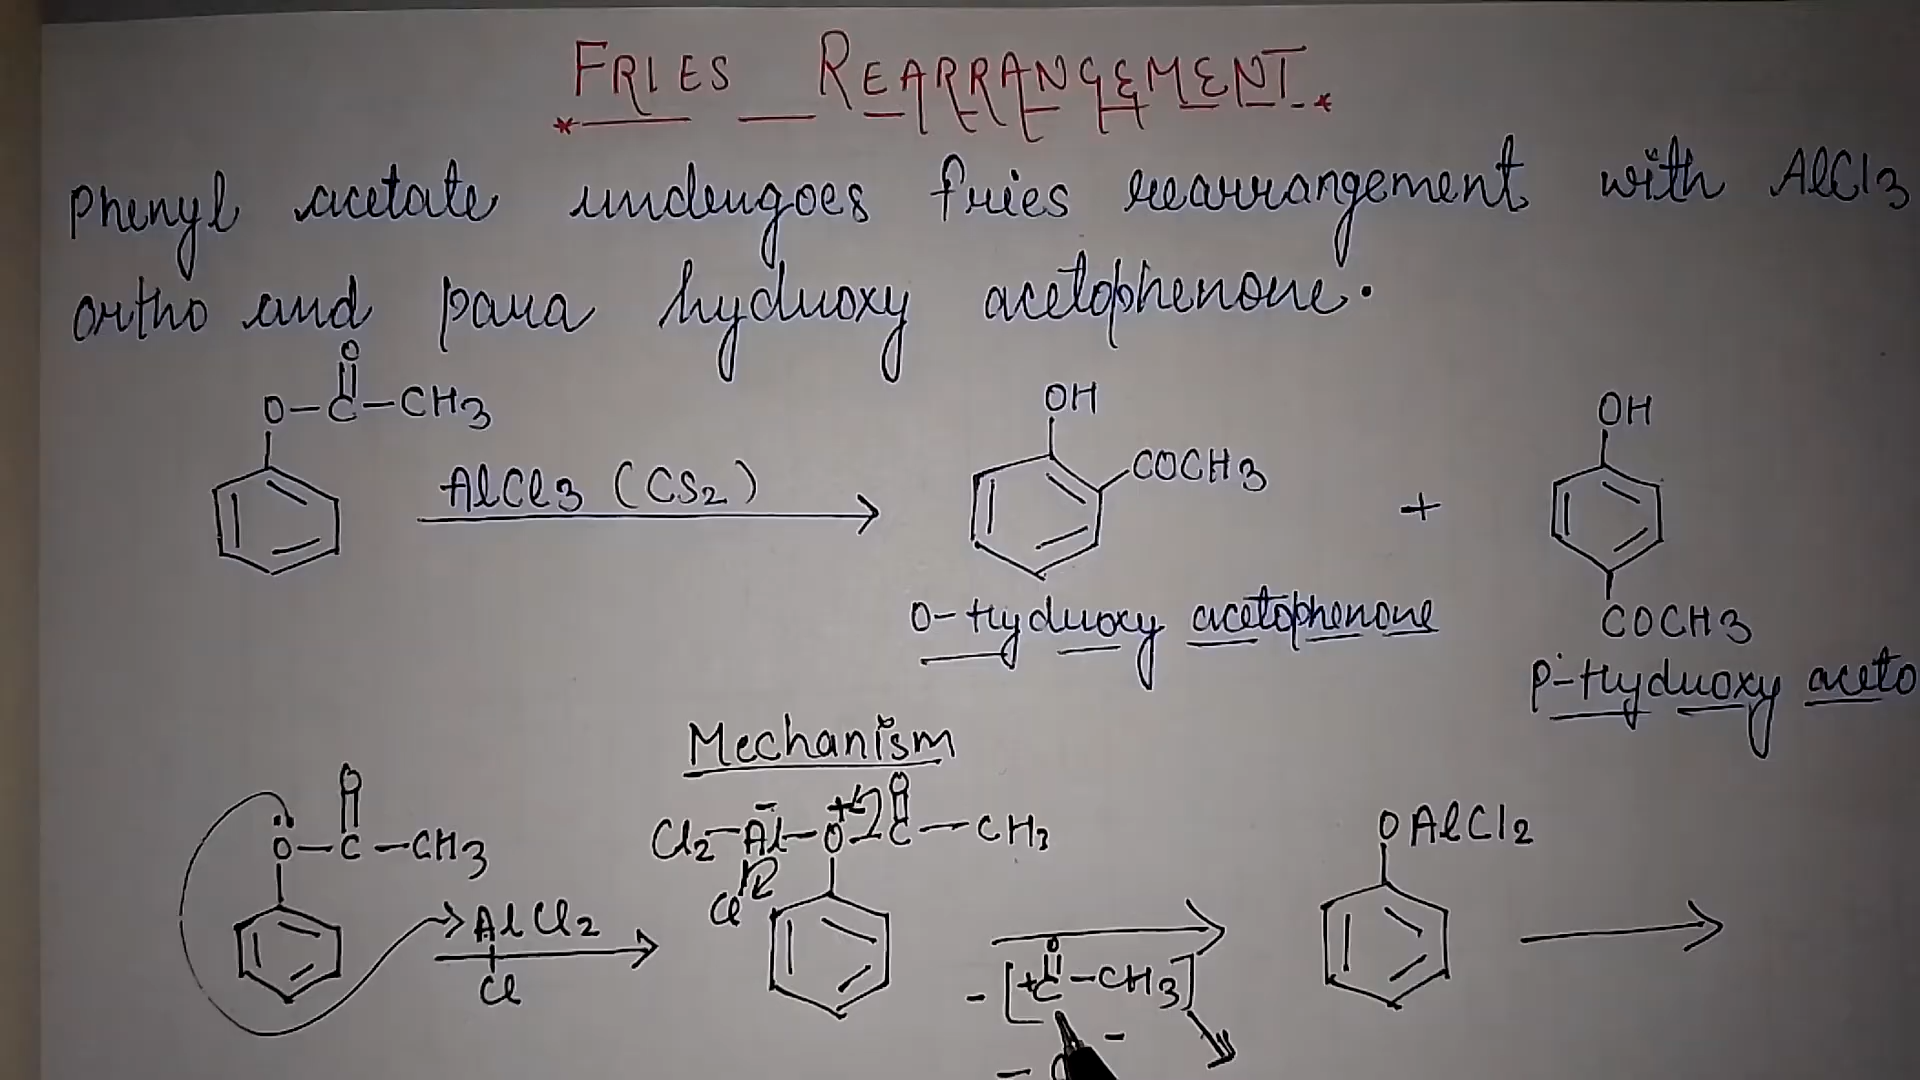 FRIES REARRANGEMENT
Phenyl acetate undergoes fries rearrangement with AlCl3
ortho and para hydroxy acetophenone.
O
O-C-CH3
AlCl3 (CS2)
OH
COCH3
+
OH
COCH3
O-Hydroxy acetophenone
P-Hydroxy aceto
Mechanism
O
O-C-CH3
AlCl2
Cl
Cl2-Al-O-C-CH3
- +
O
Cl
- [+C-CH3]
O
-
-
OAlCl2